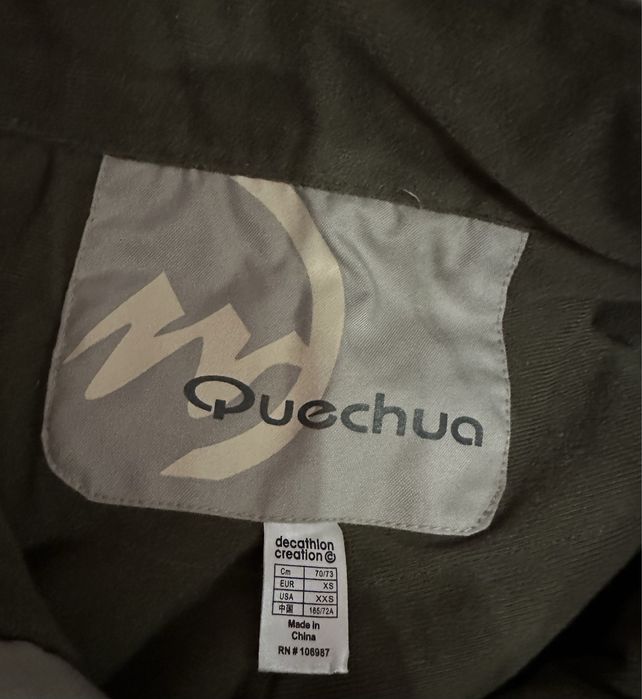 Quechua
decathlon
creation ©
Cm 70/73
EUR XS
USA XXS
中国 165/72A
Made in
China
RN # 106987